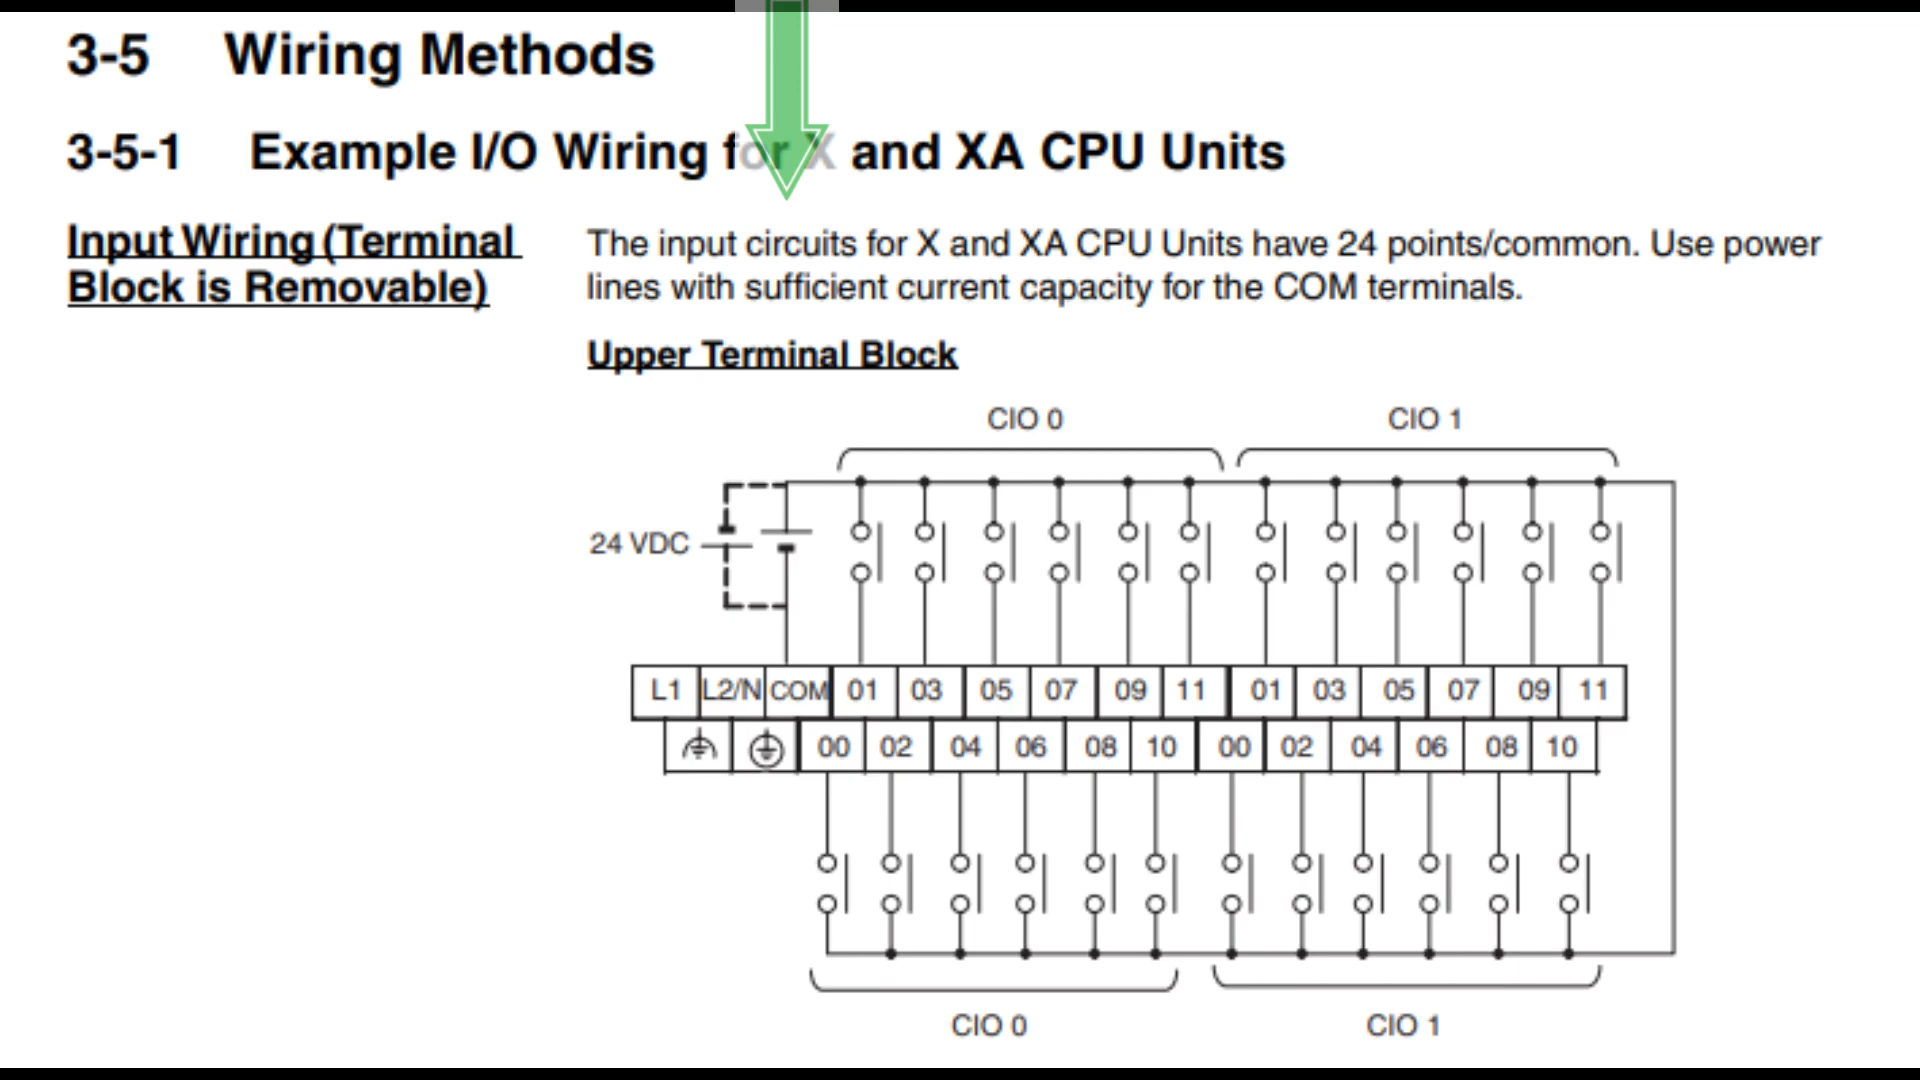 3-5 Wiring Methods
3-5-1 Example I/O Wiring for X and XA CPU Units
Input Wiring (Terminal
Block is Removable)
The input circuits for X and XA CPU Units have 24 points/common. Use power
lines with sufficient current capacity for the COM terminals.
Upper Terminal Block
CIO 0 CIO 1
24 VDC
L1 L2/N COM 01 03 05 07 09 11 01 03 05 07 09 11
00 02 04 06 08 10 00 02 04 06 08 10
CIO 0 CIO 1